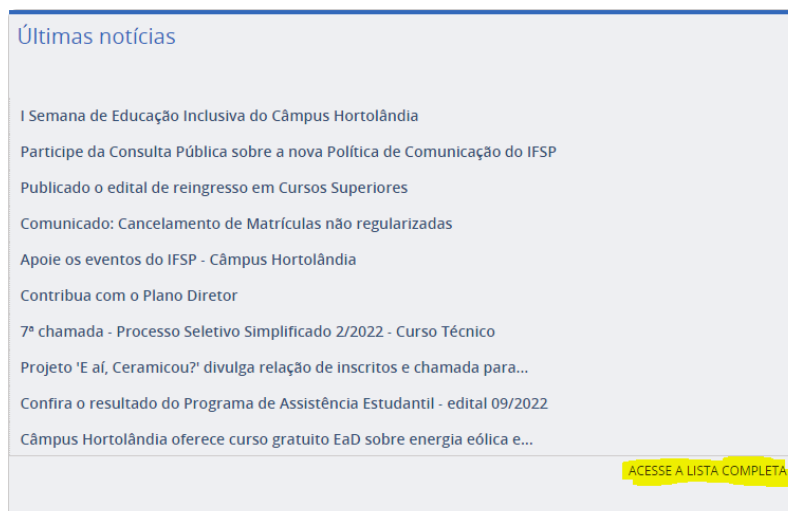 Últimas notícias
I Semana de Educação Inclusiva do Câmpus Hortolândia
Participe da Consulta Pública sobre a nova Política de Comunicação do IFSP
Publicado o edital de reingresso em Cursos Superiores
Comunicado: Cancelamento de Matrículas não regularizadas
Apoie os eventos do IFSP - Câmpus Hortolândia
Contribua com o Plano Diretor
7ª chamada - Processo Seletivo Simplificado 2/2022 - Curso Técnico
Projeto 'E aí, Ceramicou?' divulga relação de inscritos e chamada para...
Confira o resultado do Programa de Assistência Estudantil - edital 09/2022
Câmpus Hortolândia oferece curso gratuito EaD sobre energia eólica e...
ACESSE A LISTA COMPLETA